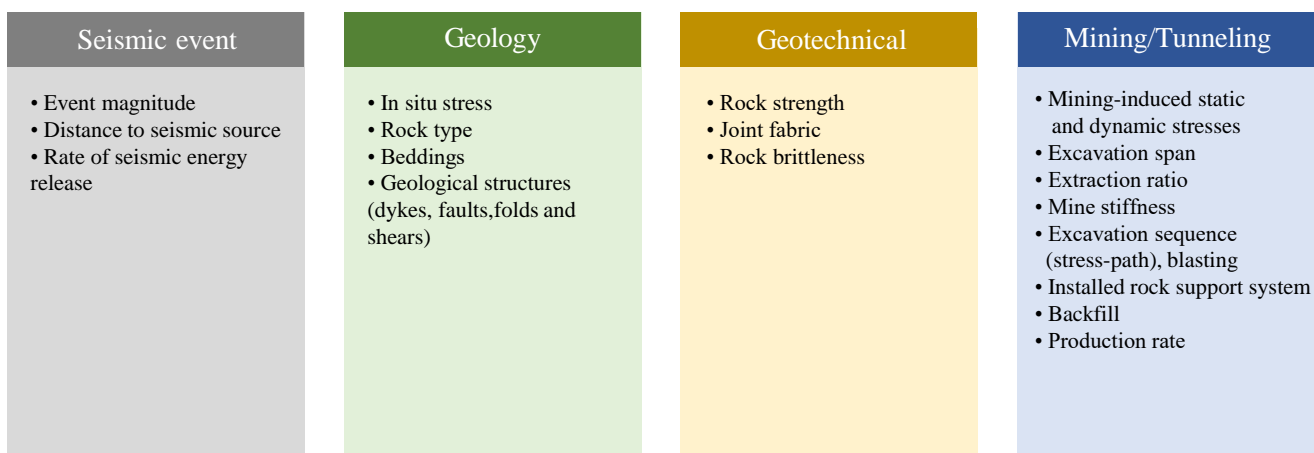 Seismic event
• Event magnitude
• Distance to seismic source
• Rate of seismic energy
release
Geology
• In situ stress
• Rock type
• Beddings
• Geological structures
(dykes, faults,folds and
shears)
Geotechnical
• Rock strength
• Joint fabric
• Rock brittleness
Mining/Tunneling
• Mining-induced static
and dynamic stresses
• Excavation span
• Extraction ratio
• Mine stiffness
• Excavation sequence
(stress-path), blasting
• Installed rock support system
• Backfill
• Production rate